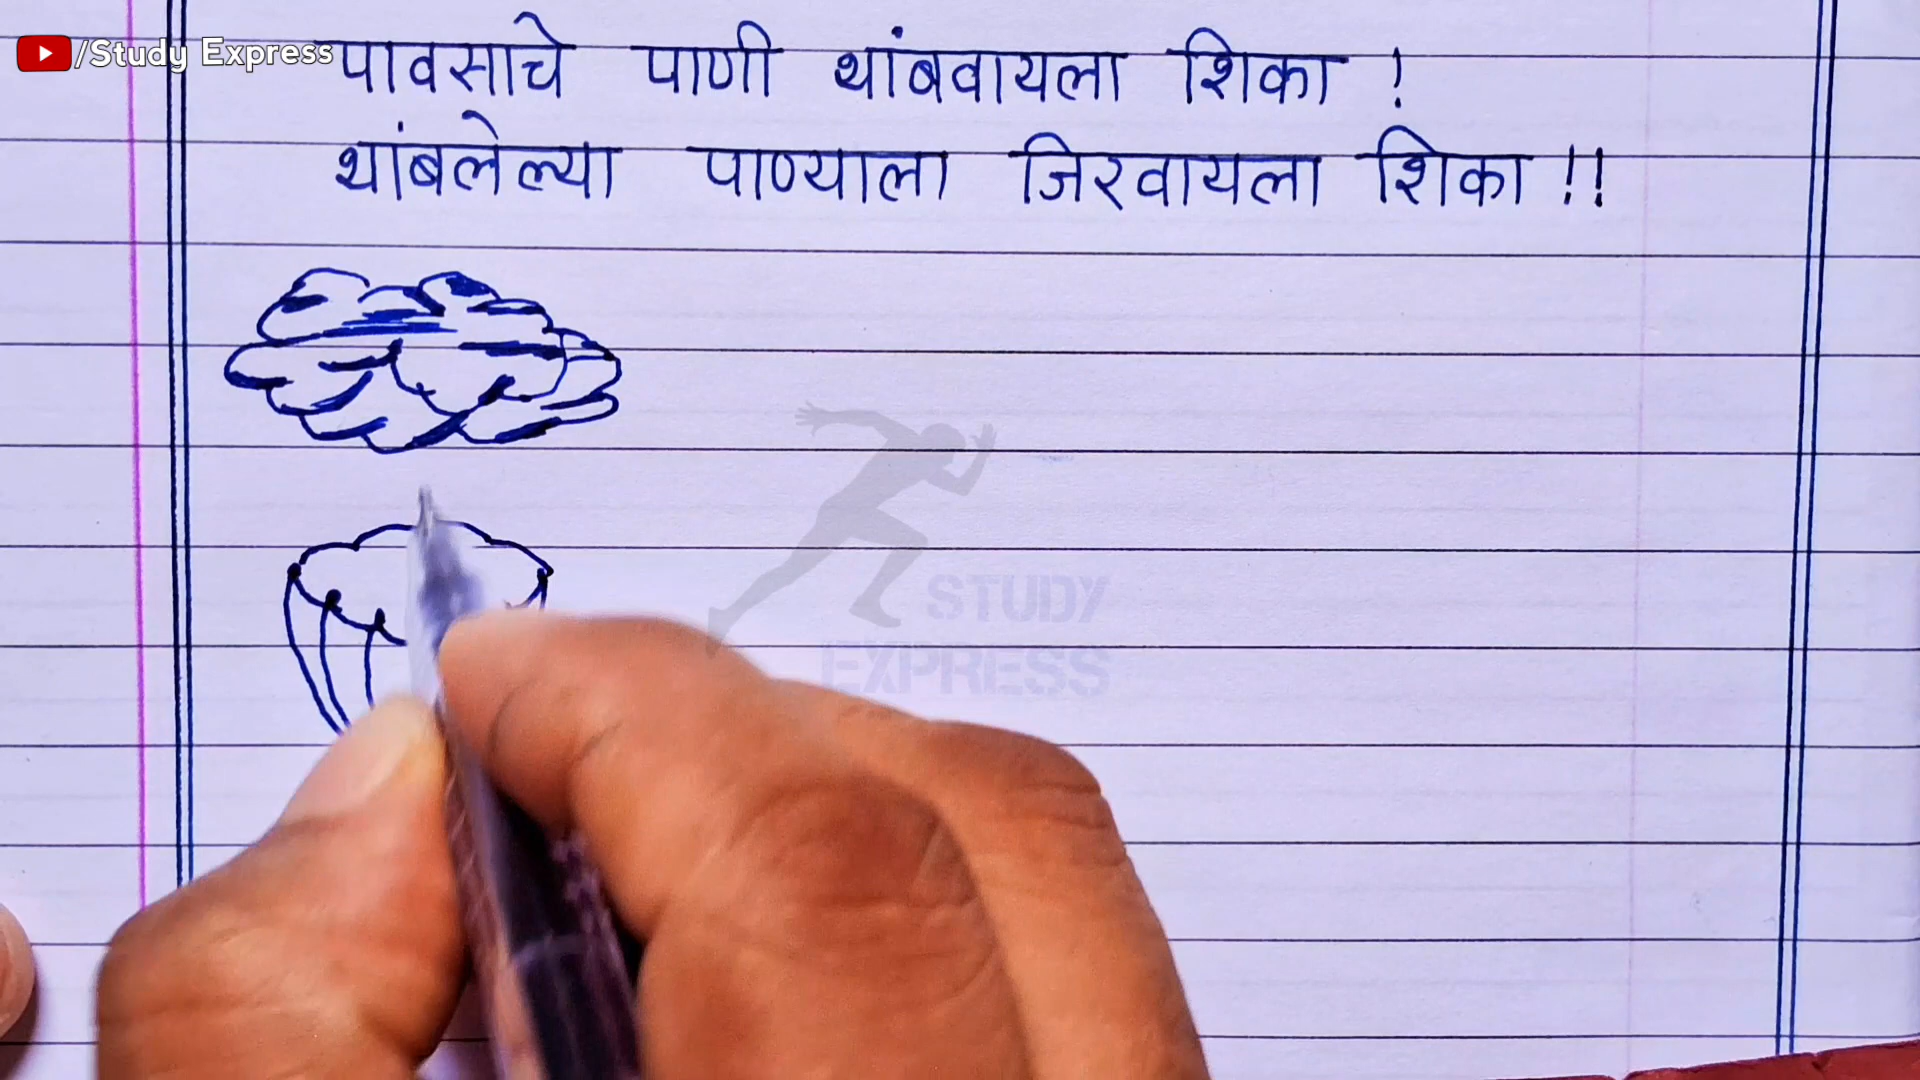 /Study Express
पावसाचे पाणी थांबवायला शिका !
थांबलेल्या पाण्याला जिरवायला शिका !!
STUDY
EXPRESS